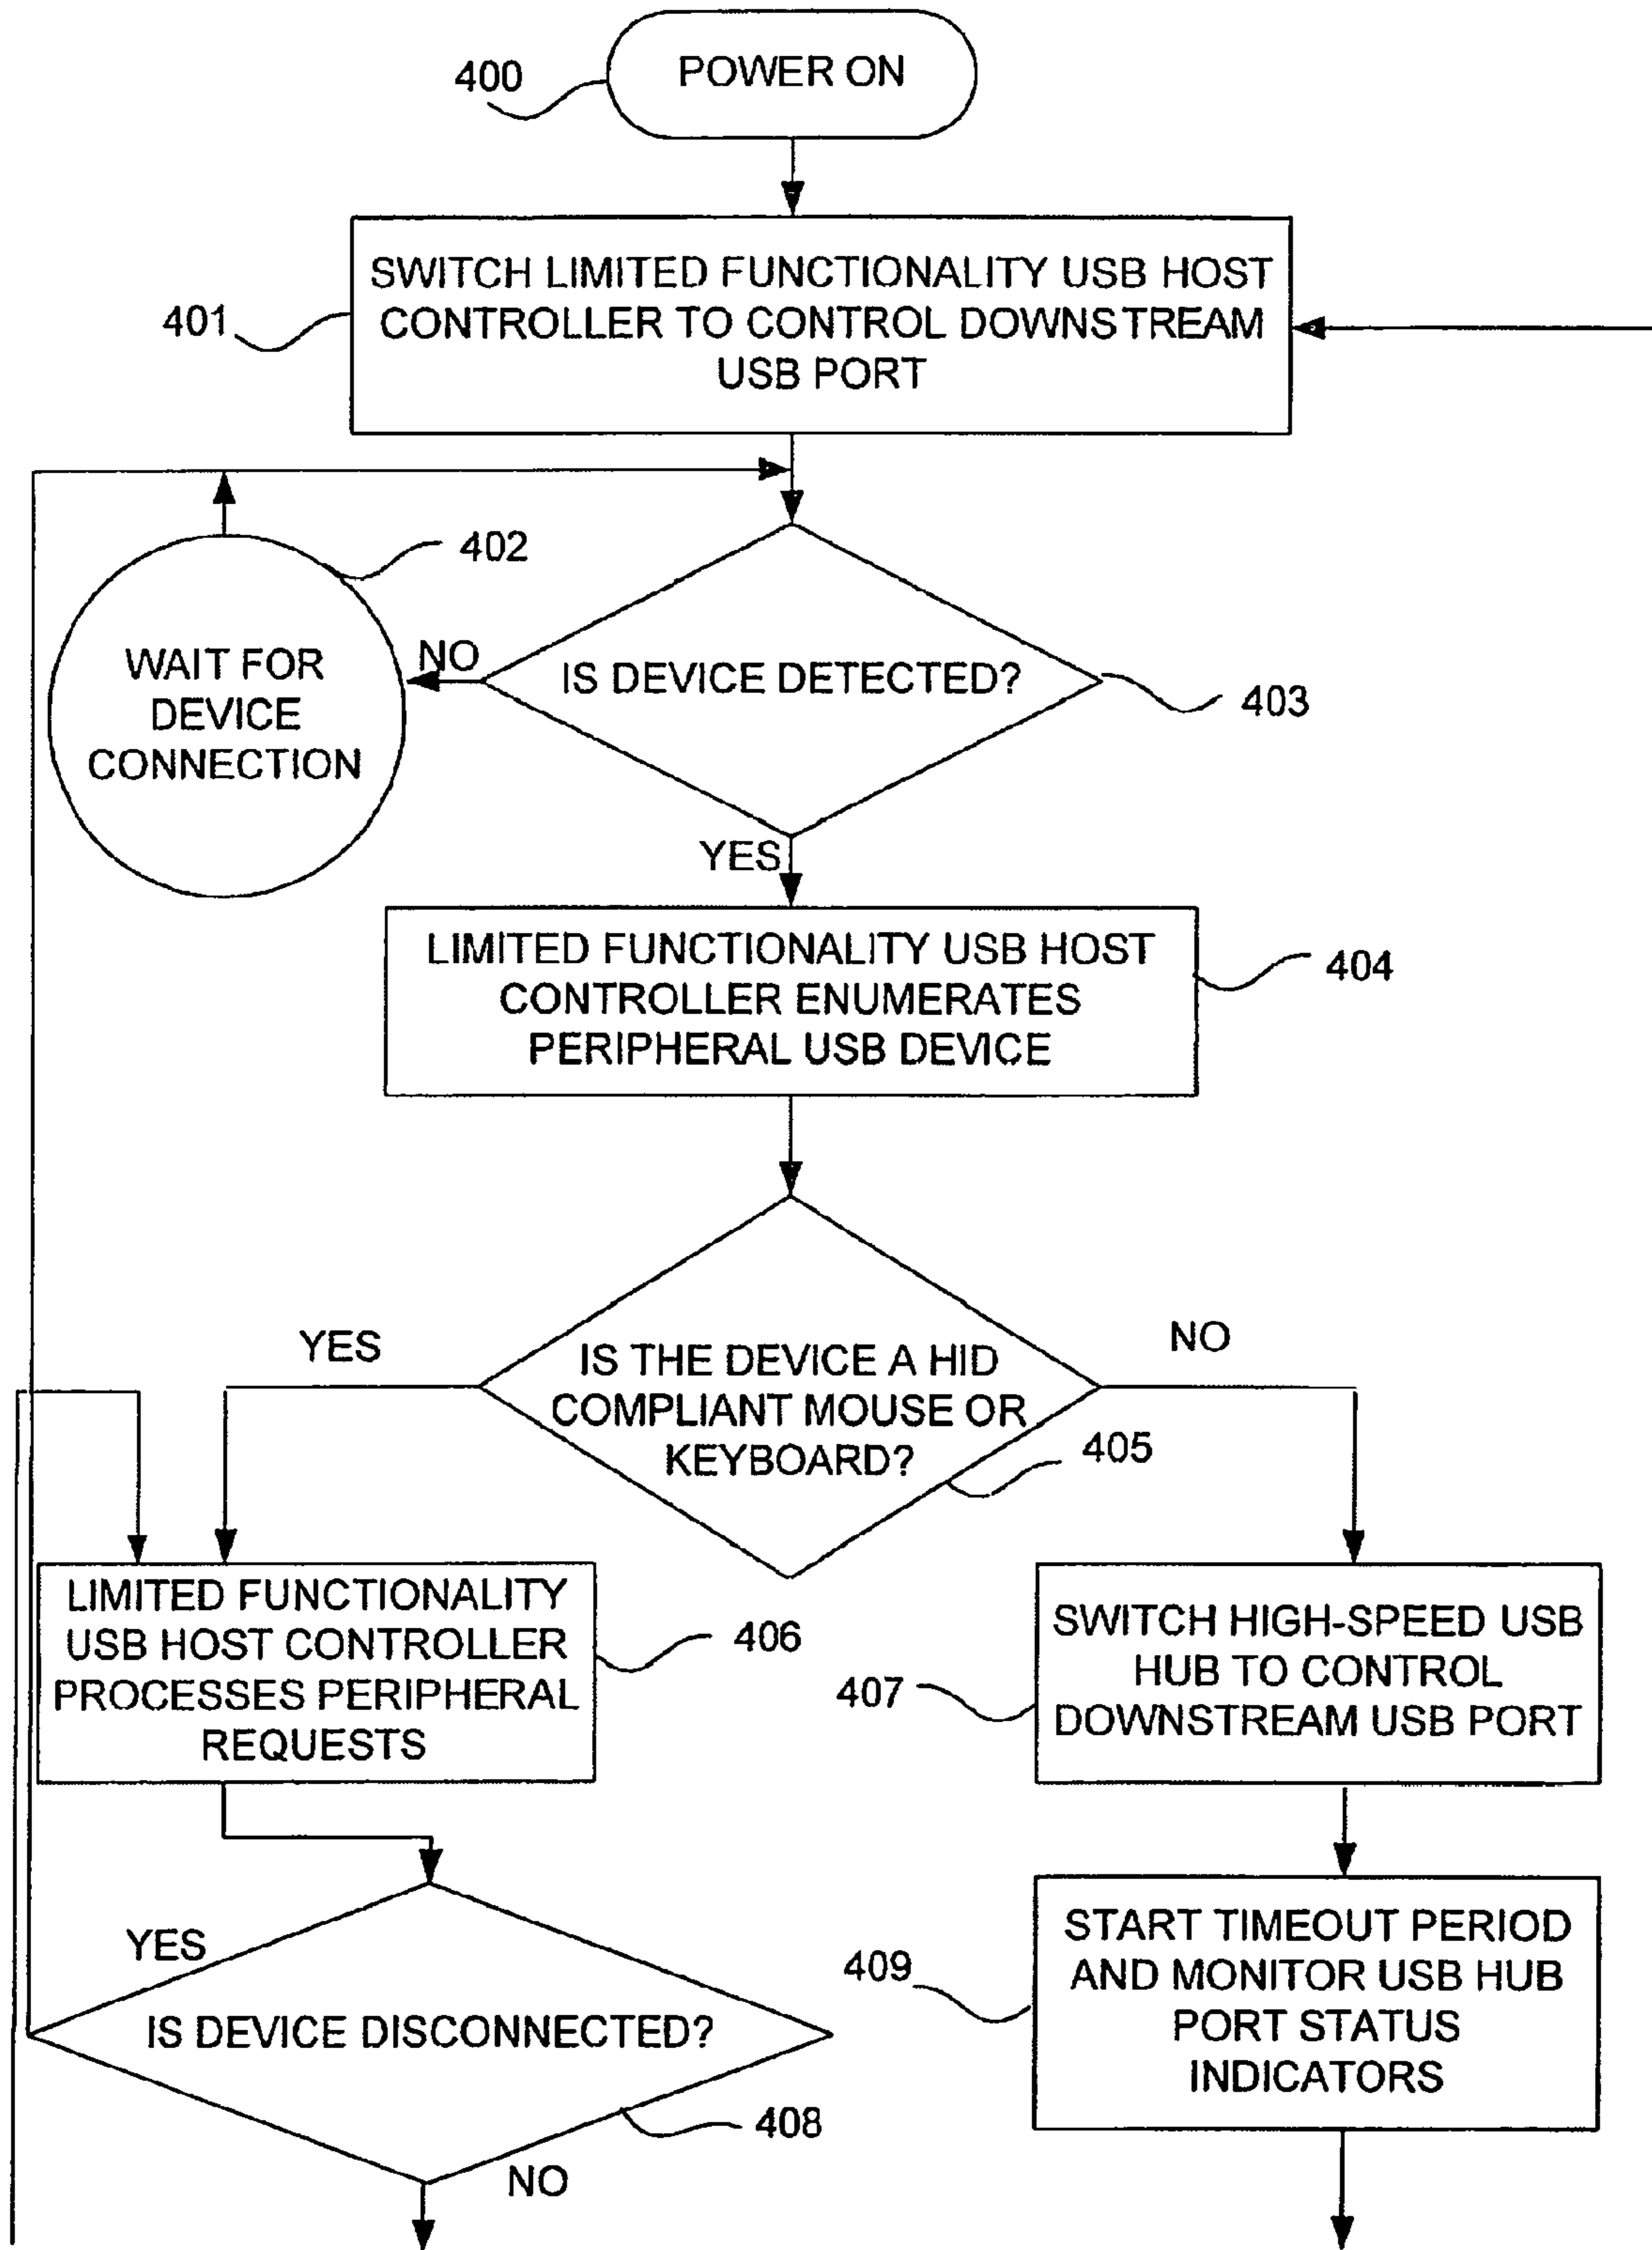 400
POWER ON
SWITCH LIMITED FUNCTIONALITY USB HOST
CONTROLLER TO CONTROL DOWNSTREAM
USB PORT
401
402
WAIT FOR
DEVICE
CONNECTION
NO
IS DEVICE DETECTED?
403
YES
LIMITED FUNCTIONALITY USB HOST
CONTROLLER ENUMERATES
PERIPHERAL USB DEVICE
404
YES
NO
IS THE DEVICE A HID
COMPLIANT MOUSE OR
KEYBOARD?
405
LIMITED FUNCTIONALITY
USB HOST CONTROLLER
PROCESSES PERIPHERAL
REQUESTS
406
SWITCH HIGH-SPEED USB
HUB TO CONTROL
DOWNSTREAM USB PORT
407
YES
IS DEVICE DISCONNECTED?
408
NO
START TIMEOUT PERIOD
AND MONITOR USB HUB
PORT STATUS
INDICATORS
409